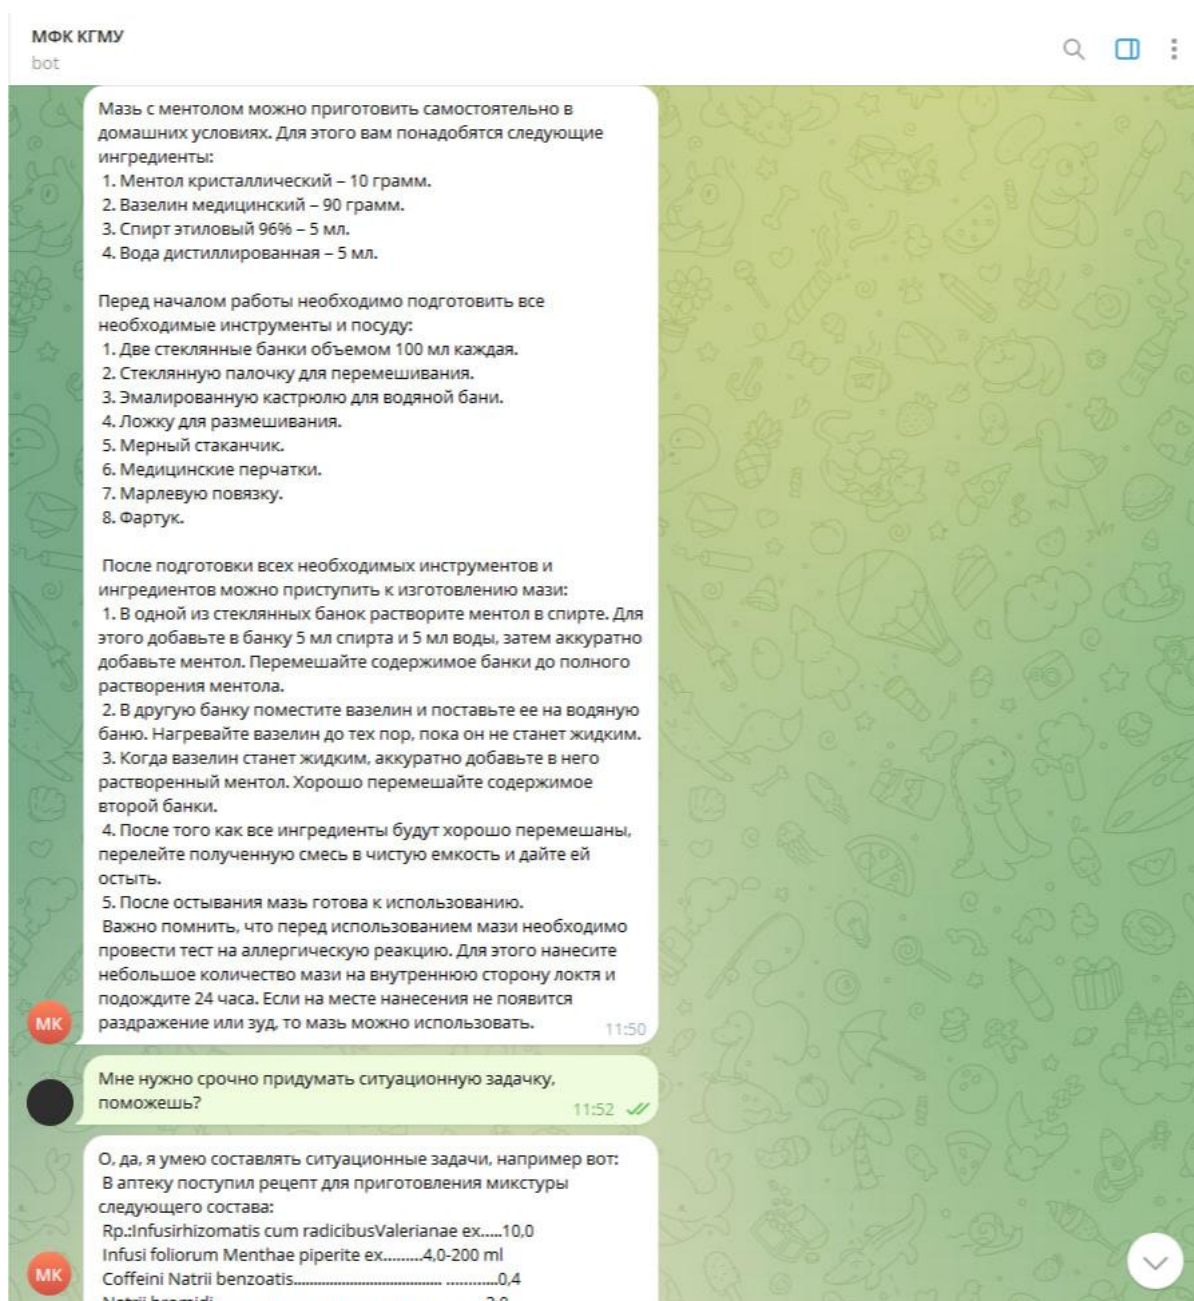 МФК КГМУ
bot
Мазь с ментолом можно приготовить самостоятельно в
домашних условиях. Для этого вам понадобятся следующие
ингредиенты:
1. Ментол кристаллический – 10 грамм.
2. Вазелин медицинский – 90 грамм.
3. Спирт этиловый 96% – 5 мл.
4. Вода дистиллированная – 5 мл.
Перед началом работы необходимо подготовить все
необходимые инструменты и посуду:
1. Две стеклянные банки объемом 100 мл каждая.
2. Стеклянную палочку для перемешивания.
3. Эмалированную кастрюлю для водяной бани.
4. Ложку для размешивания.
5. Мерный стаканчик.
6. Медицинские перчатки.
7. Марлевую повязку.
8. Фартук.
После подготовки всех необходимых инструментов и
ингредиентов можно приступить к изготовлению мази:
1. В одной из стеклянных банок растворите ментол в спирте. Для
этого добавьте в банку 5 мл спирта и 5 мл воды, затем аккуратно
добавьте ментол. Перемешайте содержимое банки до полного
растворения ментола.
2. В другую банку поместите вазелин и поставьте ее на водяную
баню. Нагревайте вазелин до тех пор, пока он не станет жидким.
3. Когда вазелин станет жидким, аккуратно добавьте в него
растворенный ментол. Хорошо перемешайте содержимое
второй банки.
4. После того как все ингредиенты будут хорошо перемешаны,
перелейте полученную смесь в чистую емкость и дайте ей
остыть.
5. После остывания мазь готова к использованию.
Важно помнить, что перед использованием мази необходимо
провести тест на аллергическую реакцию. Для этого нанесите
небольшое количество мази на внутреннюю сторону локтя и
подождите 24 часа. Если на месте нанесения не появится
раздражение или зуд, то мазь можно использовать.
11:50
МК
Мне нужно срочно придумать ситуационную задачку,
поможешь?
11:52
О, да, я умею составлять ситуационные задачи, например вот:
В аптеку поступил рецепт для приготовления микстуры
следующего состава:
Rp.:Infusirhizomatis cum radicibusValerianae ex.....10,0
Infusi foliorum Menthae piperite ex.........4,0-200 ml
Coffeini Natrii benzoatis........................................ ............0,4
МК
Natrii bromidi